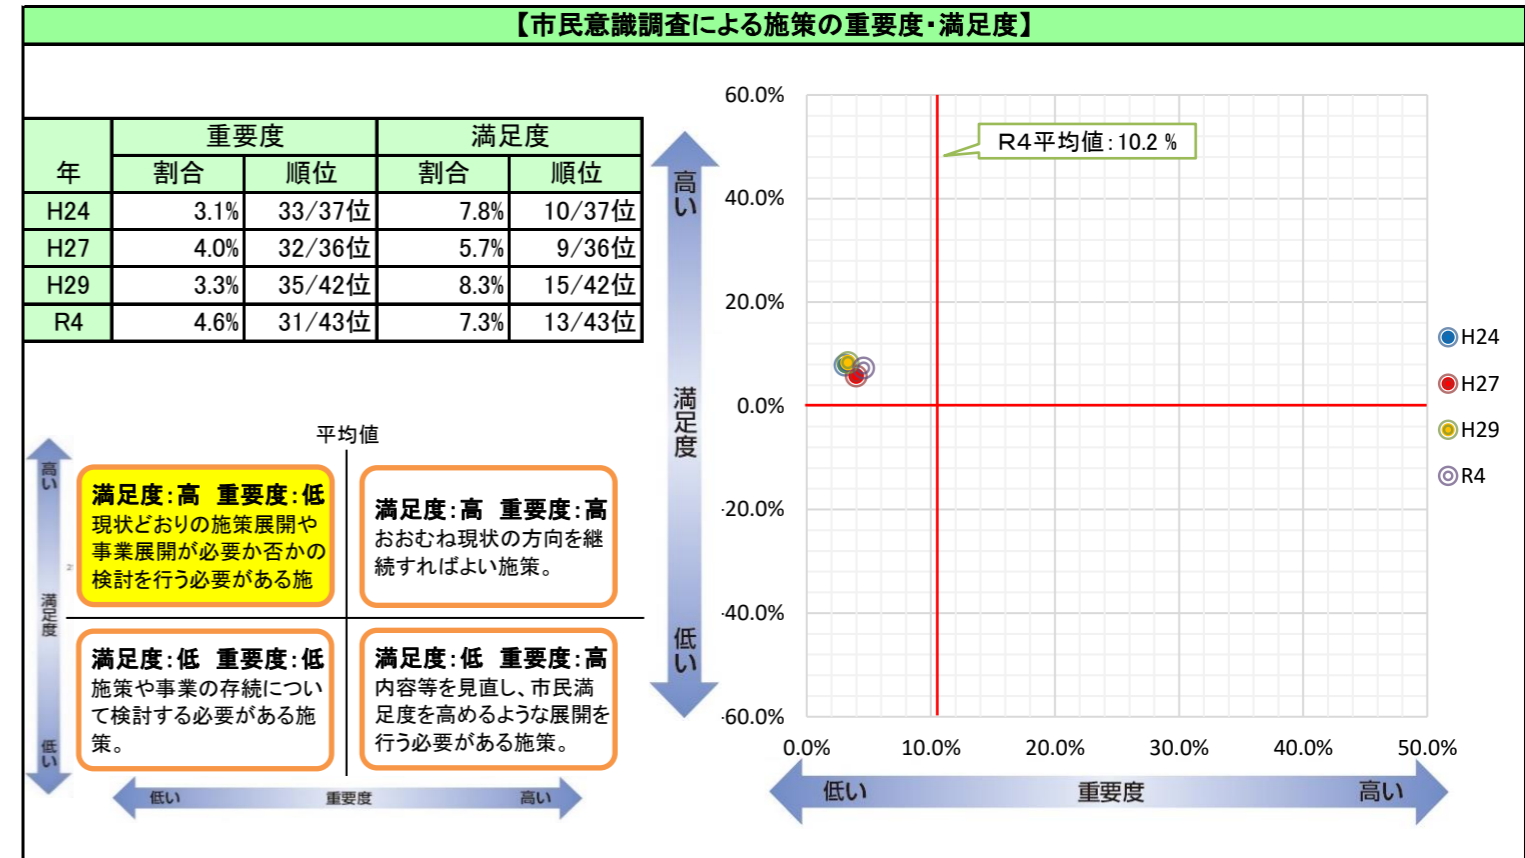 【市民意識調査による施策の重要度・満足度】
年 重要度 満足度
割合 順位 割合 順位
H24 3.1% 33/37位 7.8% 10/37位
H27 4.0% 32/36位 5.7% 9/36位
H29 3.3% 35/42位 8.3% 15/42位
R4 4.6% 31/43位 7.3% 13/43位
平均値
高い
満足度
低い
満足度:高 重要度:低
現状どおりの施策展開や
事業展開が必要か否かの
検討を行う必要がある施
満足度:高 重要度:高
おおむね現状の方向を継
続すればよい施策。
満足度:低 重要度:低
施策や事業の存続につい
て検討する必要がある施
策。
満足度:低 重要度:高
内容等を見直し、市民満
足度を高めるような展開を
行う必要がある施策。
低い 重要度 高い
高い
満足度
低い
60.0%
40.0%
20.0%
0.0%
-20.0%
-40.0%
-60.0%
R4平均値:10.2 %
H24
H27
H29
R4
0.0% 10.0% 20.0% 30.0% 40.0% 50.0%
低い 重要度 高い